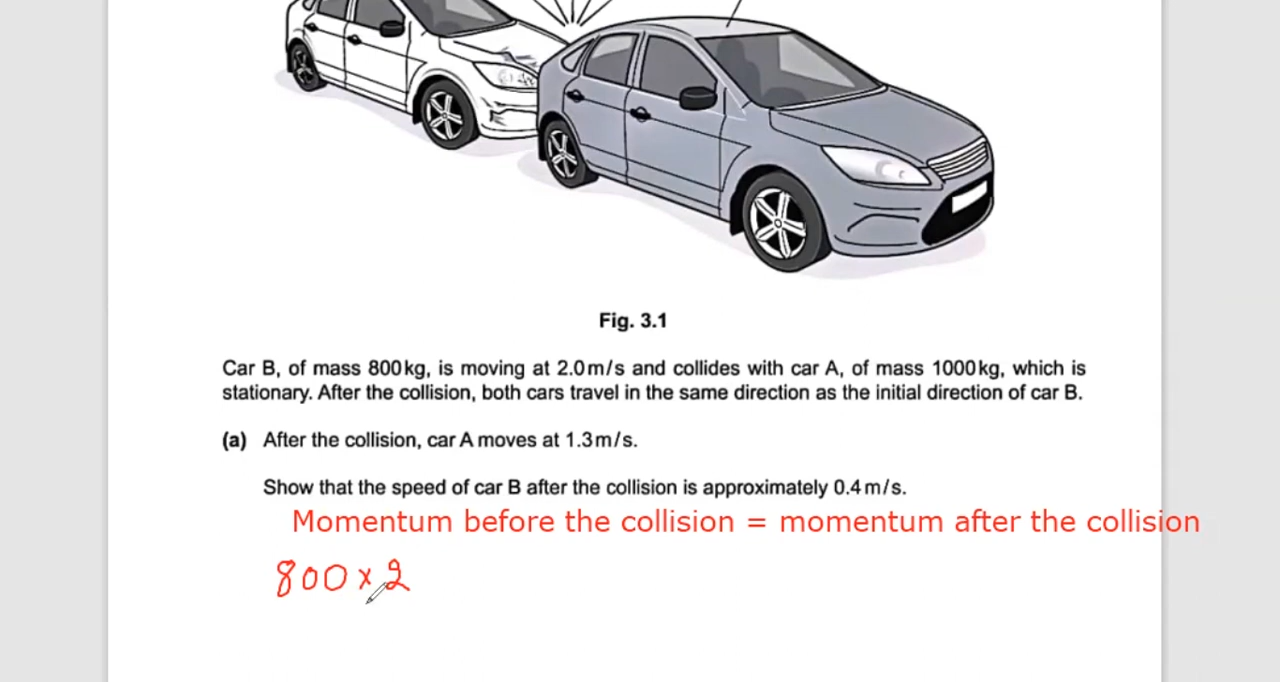 Fig. 3.1
Car B, of mass 800 kg, is moving at 2.0 m/s and collides with car A, of mass 1000 kg, which is
stationary. After the collision, both cars travel in the same direction as the initial direction of car B.
(a) After the collision, car A moves at 1.3 m/s.
Show that the speed of car B after the collision is approximately 0.4 m/s.
Momentum before the collision = momentum after the collision
800 x 2